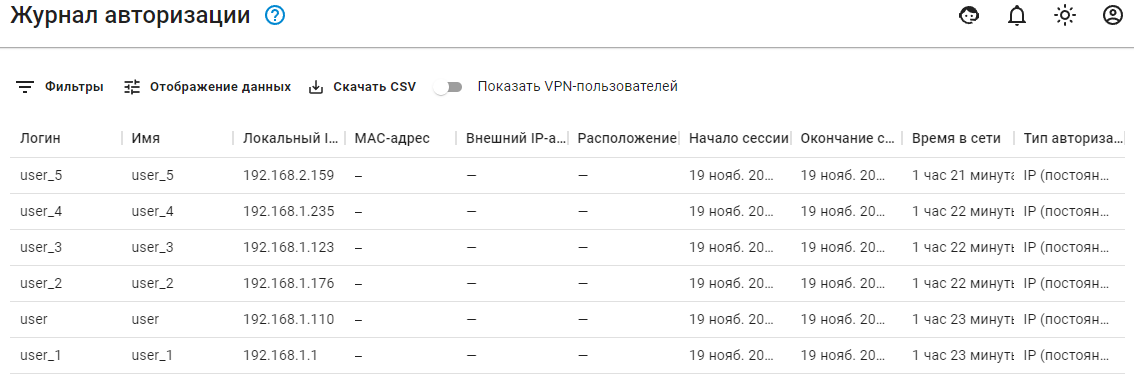 Журнал авторизации
Фильтры Отображение данных Скачать CSV Показать VPN-пользователей
Логин Имя Локальный I... MAC-адрес Внешний IP-а... Расположение Начало сессии Окончание с... Время в сети Тип авториза...
user_5 user_5 192.168.2.159 – — — 19 нояб. 20... 19 нояб. 20... 1 час 21 минута IP (постоян...
user_4 user_4 192.168.1.235 – — — 19 нояб. 20... 19 нояб. 20... 1 час 22 минуты IP (постоян...
user_3 user_3 192.168.1.123 – — — 19 нояб. 20... 19 нояб. 20... 1 час 22 минуты IP (постоян...
user_2 user_2 192.168.1.176 – — — 19 нояб. 20... 19 нояб. 20... 1 час 22 минуты IP (постоян...
user user 192.168.1.110 – — — 19 нояб. 20... 19 нояб. 20... 1 час 23 минуты IP (постоян...
user_1 user_1 192.168.1.1 – — — 19 нояб. 20... 19 нояб. 20... 1 час 23 минуты IP (постоян...